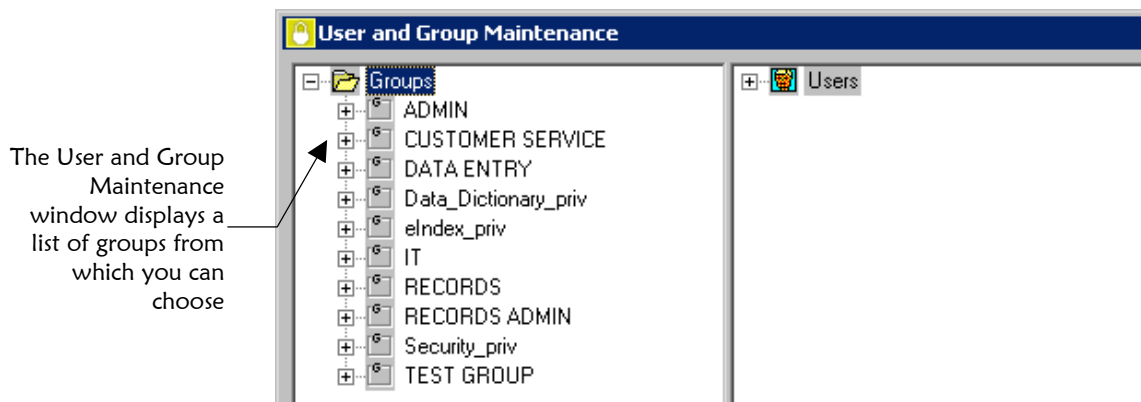 User and Group Maintenance
Groups
ADMIN
CUSTOMER SERVICE
DATA ENTRY
Data_Dictionary_priv
eIndex_priv
IT
RECORDS
RECORDS ADMIN
Security_priv
TEST GROUP
Users
The User and Group
Maintenance
window displays a
list of groups from
which you can
choose